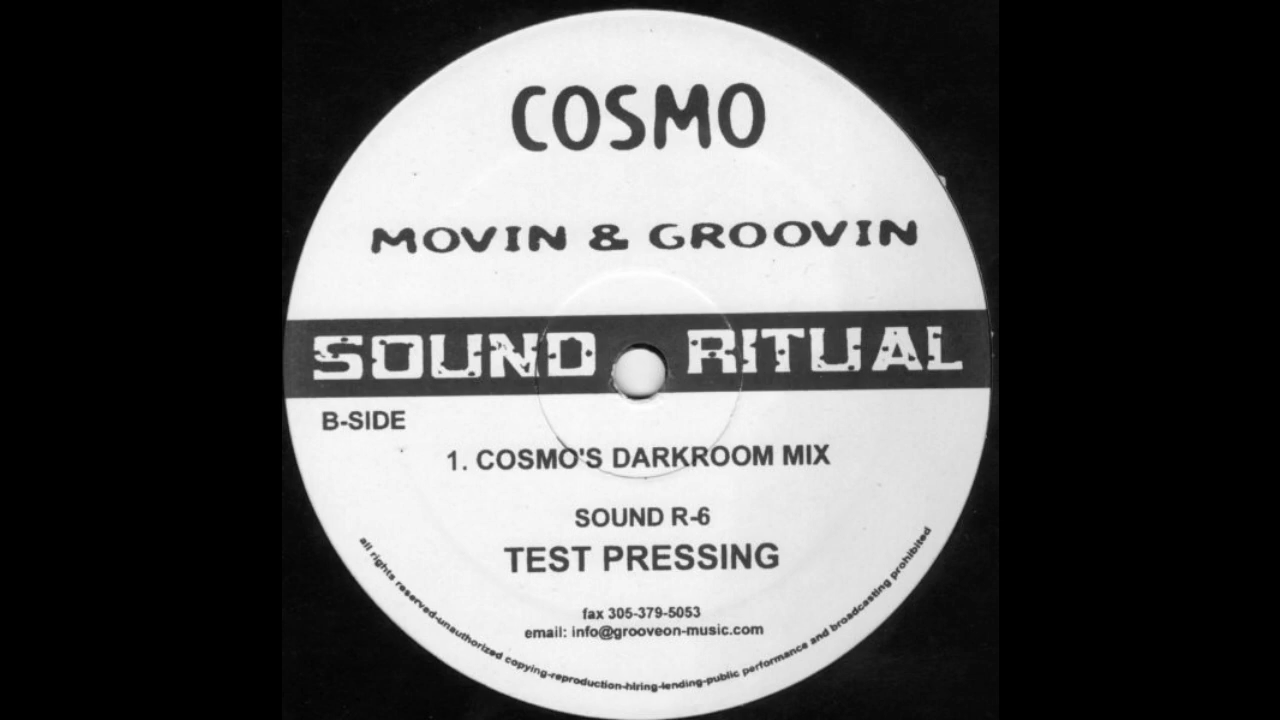 COSMO
MOVIN & GROOVIN
SOUND RITUAL
B-SIDE
1. COSMO'S DARKROOM MIX
SOUND R-6
TEST PRESSING
fax 305-379-5053
email: info@grooveon-music.com
all rights reserved-unauthorized copying-reproduction-hiring-lending-public performance and broadcasting prohibited